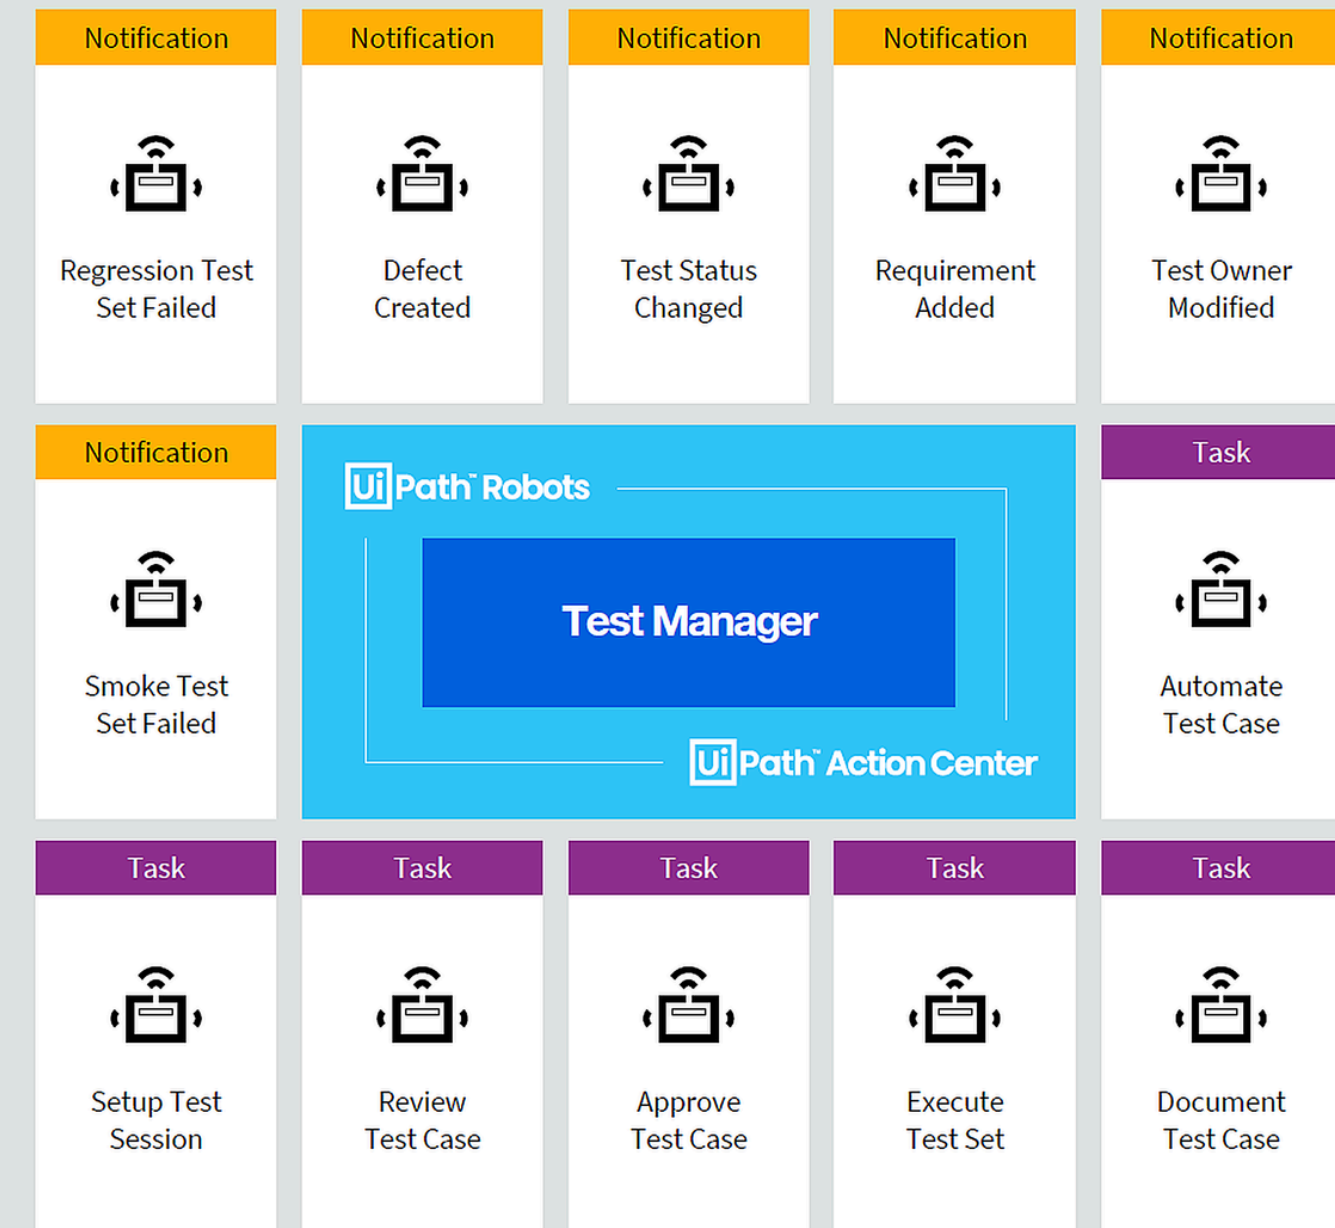 Notification
Notification
Notification
Notification
Notification
Regression Test
Set Failed
Defect
Created
Test Status
Changed
Requirement
Added
Test Owner
Modified
Notification
Smoke Test
Set Failed
UiPath™ Robots
Test Manager
UiPath™ Action Center
Task
Automate
Test Case
Task
Task
Task
Task
Task
Setup Test
Session
Review
Test Case
Approve
Test Case
Execute
Test Set
Document
Test Case